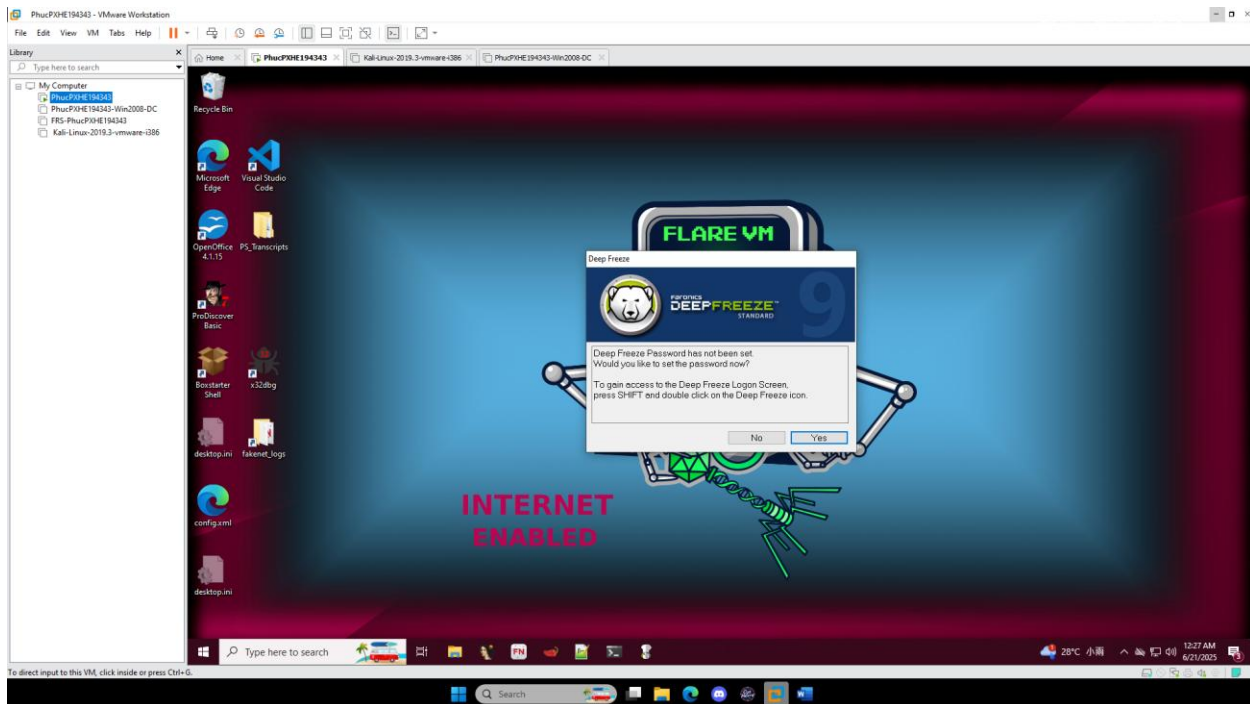 PhucPXHE194343 - VMware Workstation
File Edit View VM Tabs Help
Library
Type here to search
My Computer
PhucPXHE194343
PhucPXHE194343-Win2008-DC
FRS-PhucPXHE194343
Kali-Linux-2019.3-vmware-i386
Home
PhucPXHE194343
Kali-Linux-2019.3-vmware-i386
PhucPXHE194343-Win2008-DC
Recycle Bin
Microsoft
Edge
Visual Studio
Code
OpenOffice
4.1.15
PS_Transcripts
ProDiscover
Basic
Boxstarter
Shell
x32dbg
desktop.ini
fakenet_logs
config.xml
desktop.ini
FLARE VM
Deep Freeze
FARONICS
DEEPFREEZE™
STANDARD
9
Deep Freeze Password has not been set.
Would you like to set the password now?
To gain access to the Deep Freeze Logon Screen,
press SHIFT and double click on the Deep Freeze icon.
No
Yes
INTERNET
ENABLED
Type here to search
FN
28°C 小雨
12:27 AM
6/21/2025
3
To direct input to this VM, click inside or press Ctrl+G.
Search